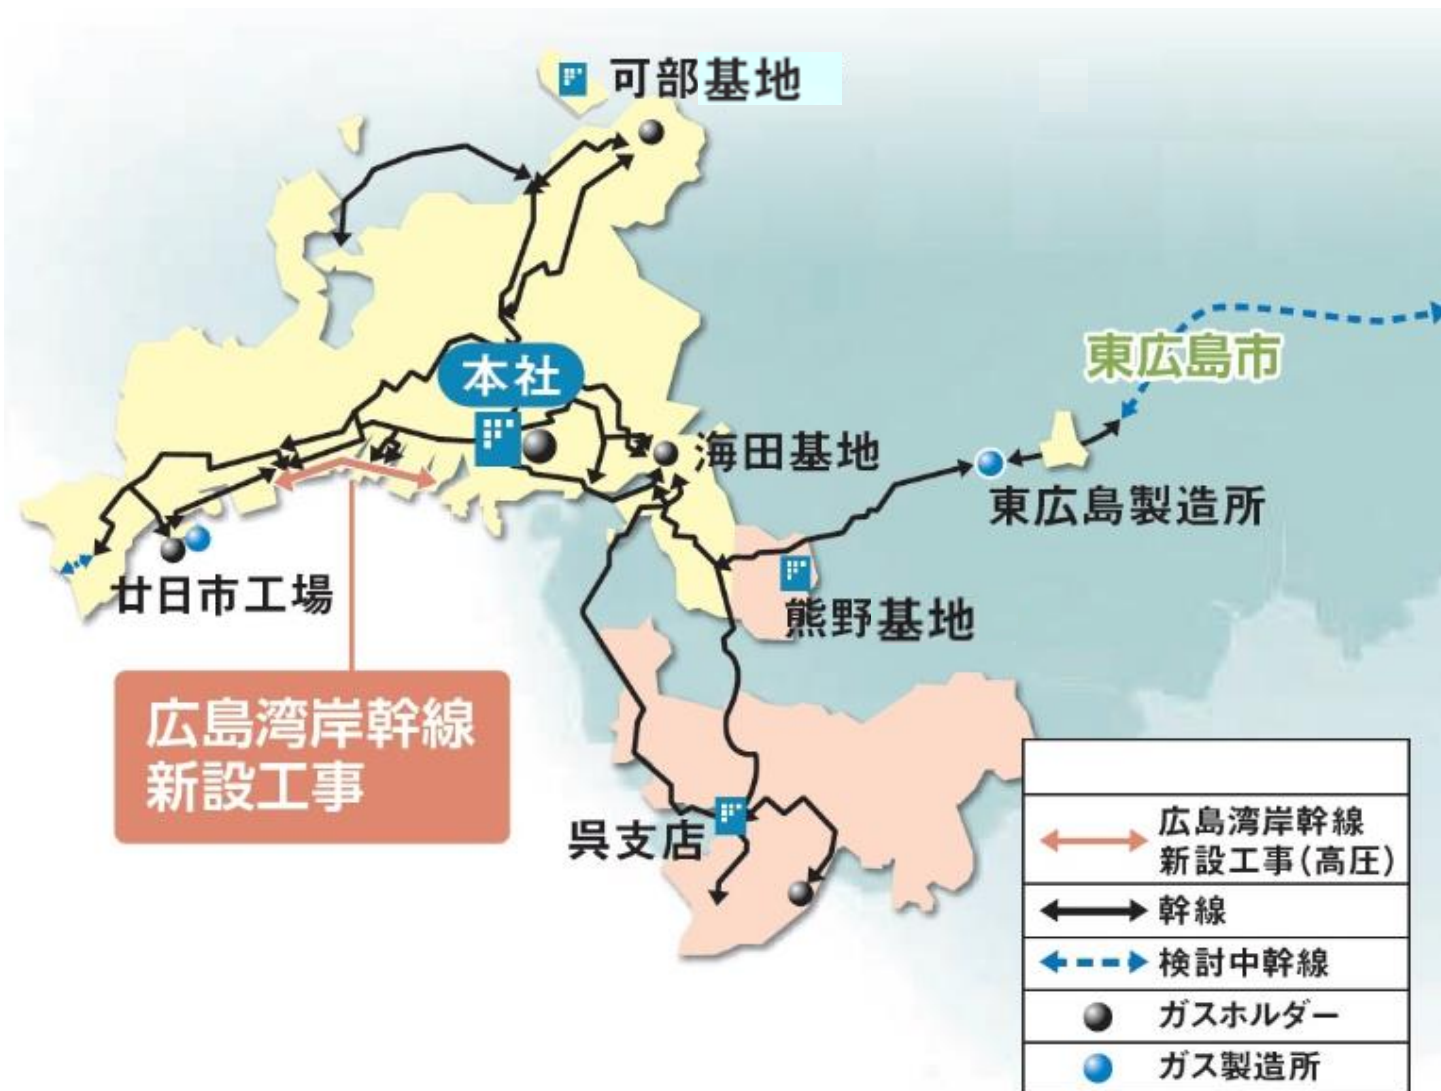 可部基地
東広島市
本社
海田基地
東広島製造所
廿日市工場
熊野基地
広島湾岸幹線
新設工事
呉支店
広島湾岸幹線
新設工事(高圧)
幹線
検討中幹線
ガスホルダー
ガス製造所